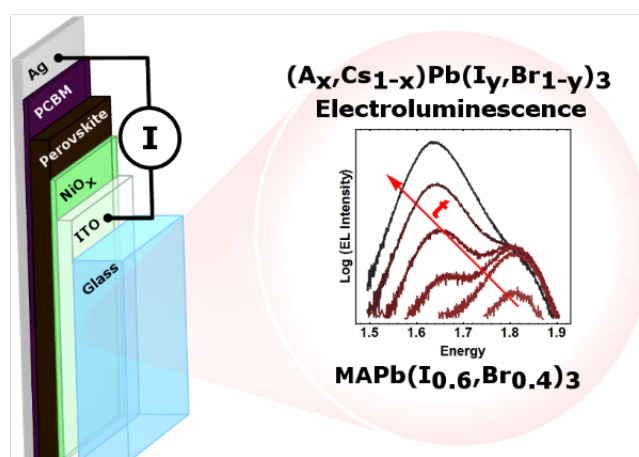 Ag
PCBM
Perovskite
NiOx
ITO
Glass
I
(Ax,Cs1-x)Pb(Iy,Br1-y)3
Electroluminescence
Log (EL Intensity)
t
1.5 1.6 1.7 1.8 1.9
Energy
MAPb(I0.6,Br0.4)3